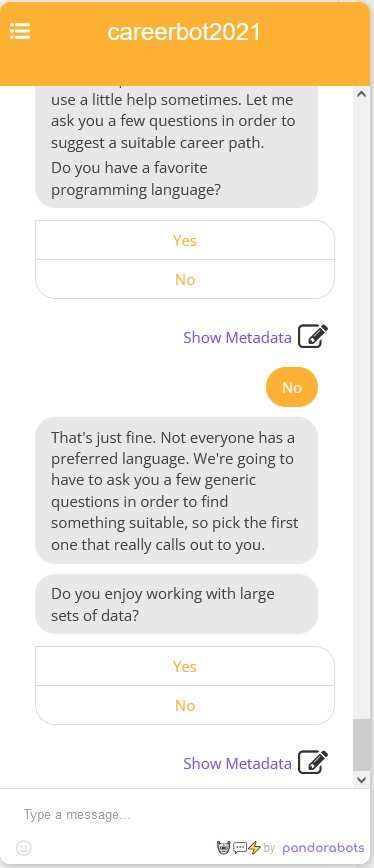 careerbot2021
use a little help sometimes. Let me
ask you a few questions in order to
suggest a suitable career path.
Do you have a favorite
programming language?
Yes
No
Show Metadata
No
That's just fine. Not everyone has a
preferred language. We're going to
have to ask you a few generic
questions in order to find
something suitable, so pick the first
one that really calls out to you.
Do you enjoy working with large
sets of data?
Yes
No
Show Metadata
Type a message...
by pandorabots